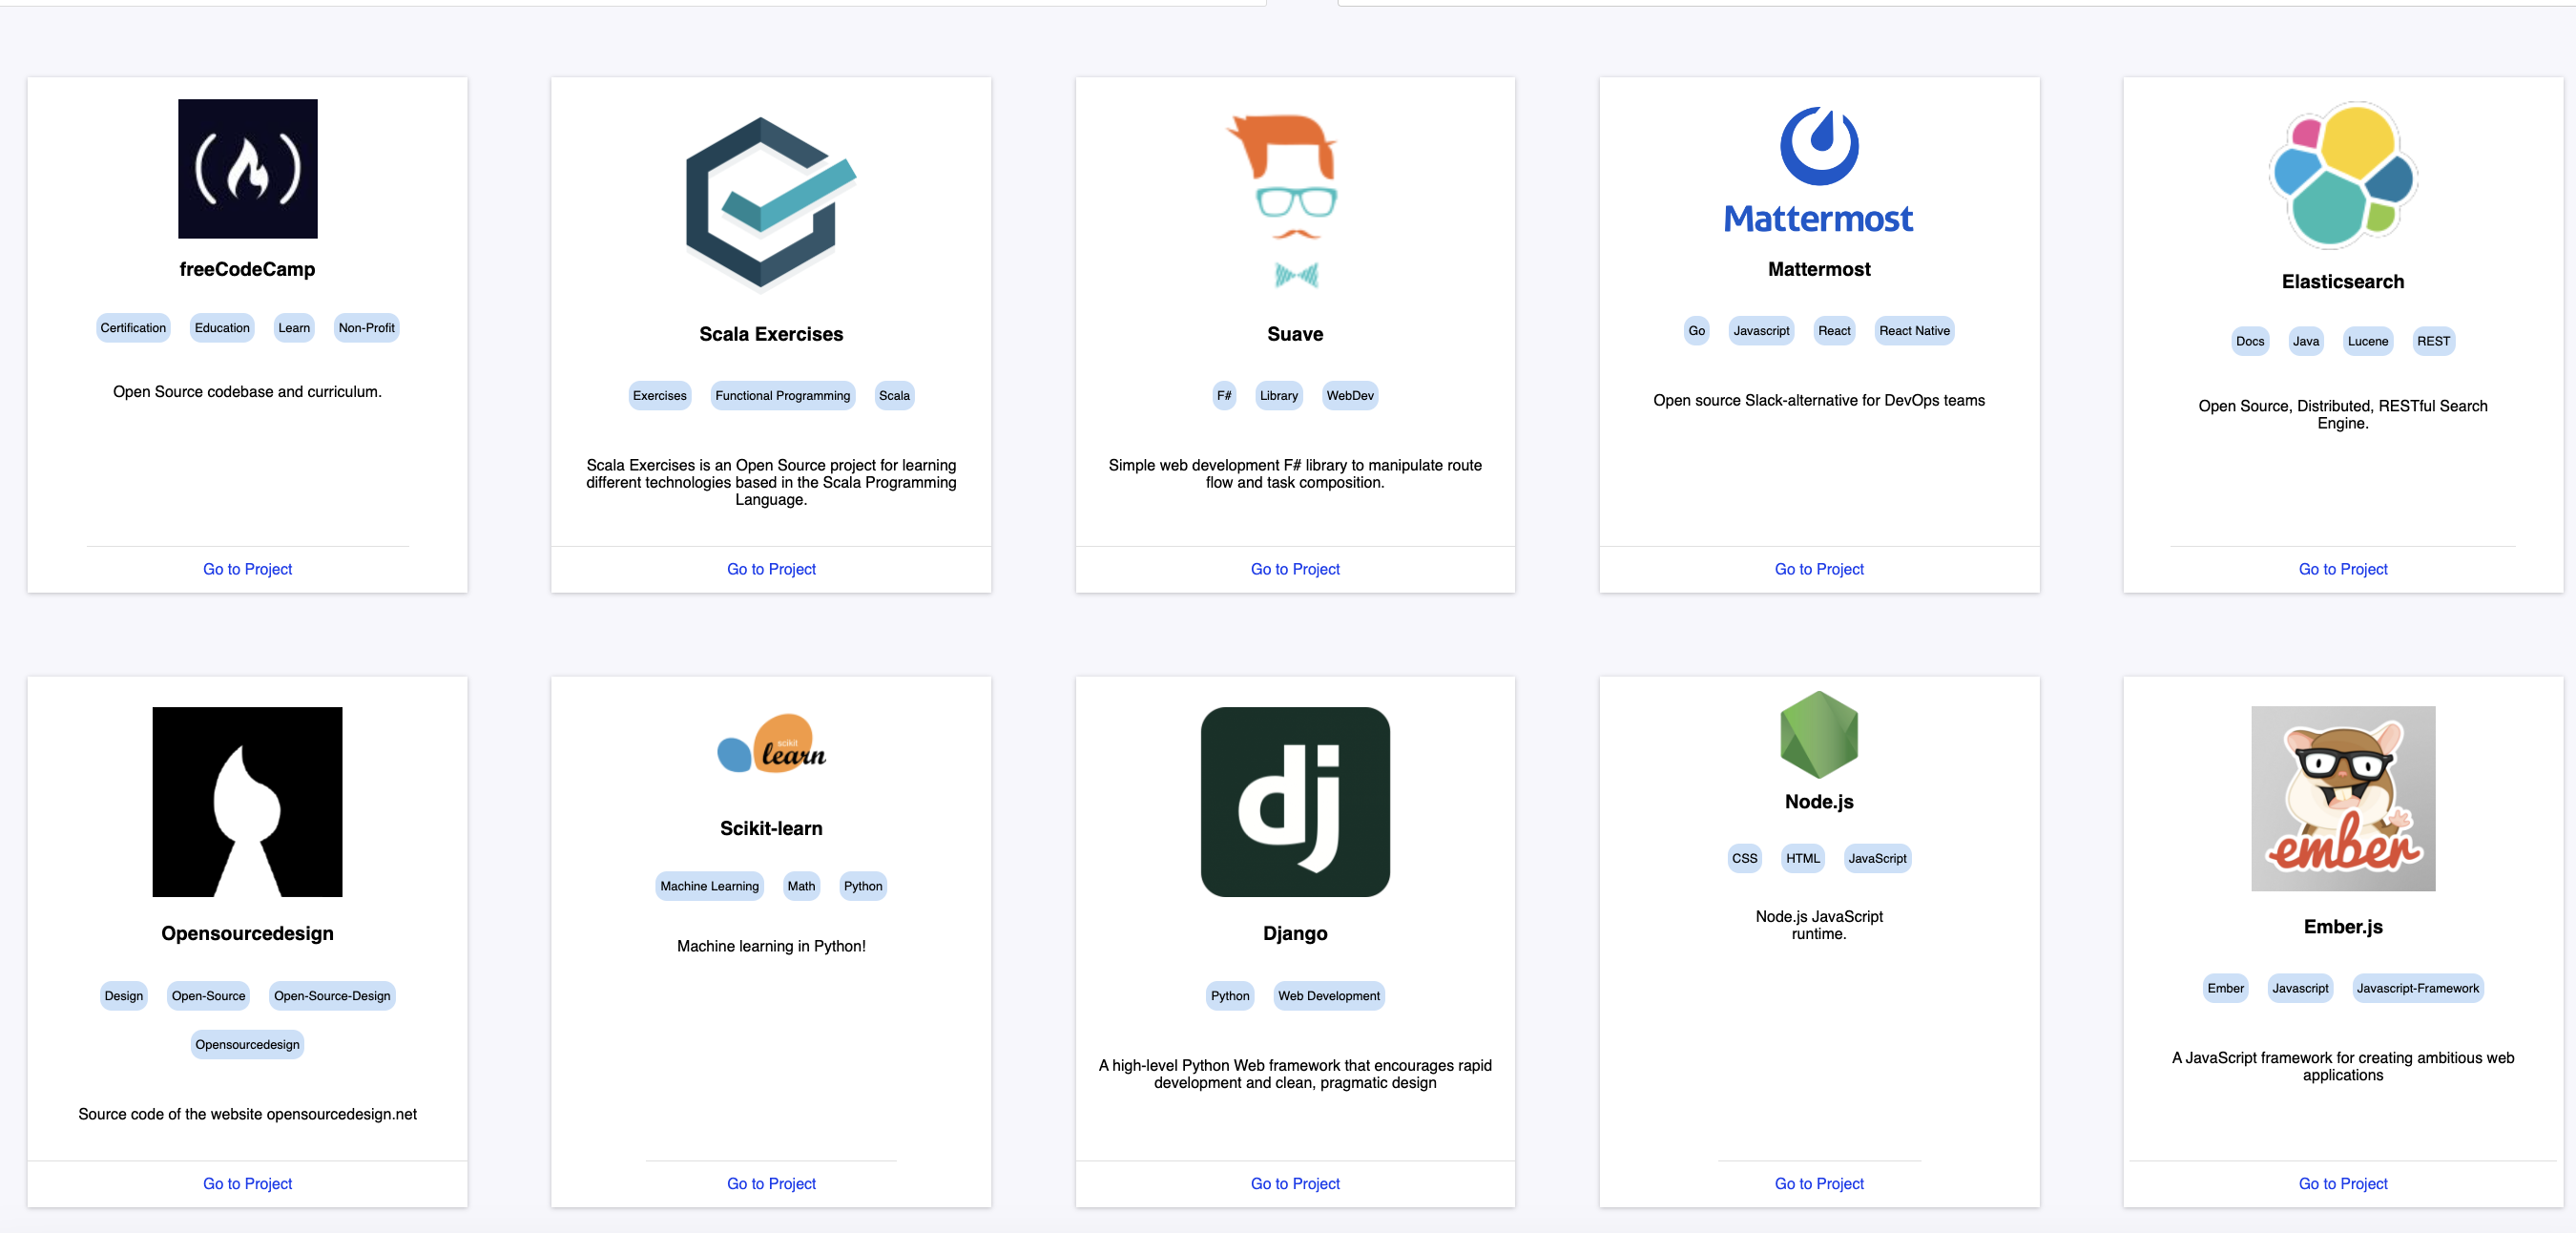 freeCodeCamp
Certification Education Learn Non-Profit
Open Source codebase and curriculum.
Go to Project
Scala Exercises
Exercises Functional Programming Scala
Scala Exercises is an Open Source project for learning
different technologies based in the Scala Programming
Language.
Go to Project
Suave
F# Library WebDev
Simple web development F# library to manipulate route
flow and task composition.
Go to Project
Mattermost
Mattermost
Go Javascript React React Native
Open source Slack-alternative for DevOps teams
Go to Project
Elasticsearch
Docs Java Lucene REST
Open Source, Distributed, RESTful Search
Engine.
Go to Project
Opensourcedesign
Design Open-Source Open-Source-Design
Opensourcedesign
Source code of the website opensourcedesign.net
Go to Project
scikit
learn
Scikit-learn
Machine Learning Math Python
Machine learning in Python!
Go to Project
dj
Django
Python Web Development
A high-level Python Web framework that encourages rapid
development and clean, pragmatic design
Go to Project
Node.js
CSS HTML JavaScript
Node.js JavaScript
runtime.
Go to Project
ember
Ember.js
Ember Javascript Javascript-Framework
A JavaScript framework for creating ambitious web
applications
Go to Project